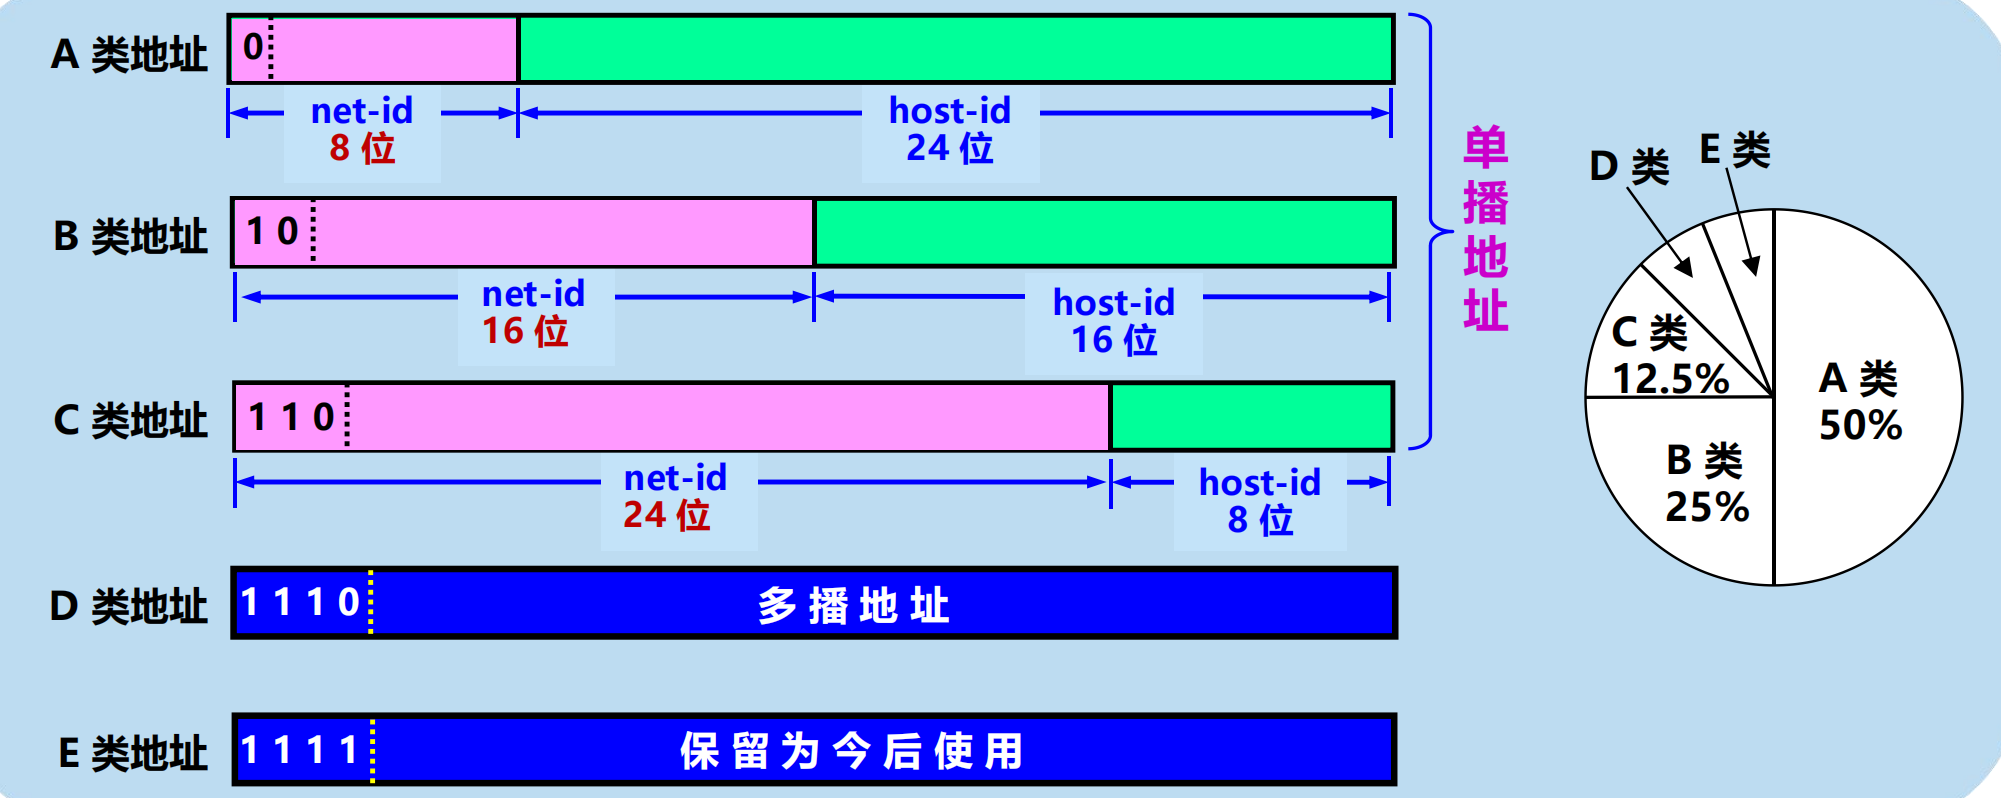 A 类地址
0
net-id
8 位
host-id
24 位
B 类地址
1 0
net-id
16 位
host-id
16 位
C 类地址
1 1 0
net-id
24 位
host-id
8 位
D 类地址
1 1 1 0
多 播 地 址
E 类地址
1 1 1 1
保 留 为 今 后 使 用
单
播
地
址
D 类
E 类
C 类
12.5%
A 类
50%
B 类
25%